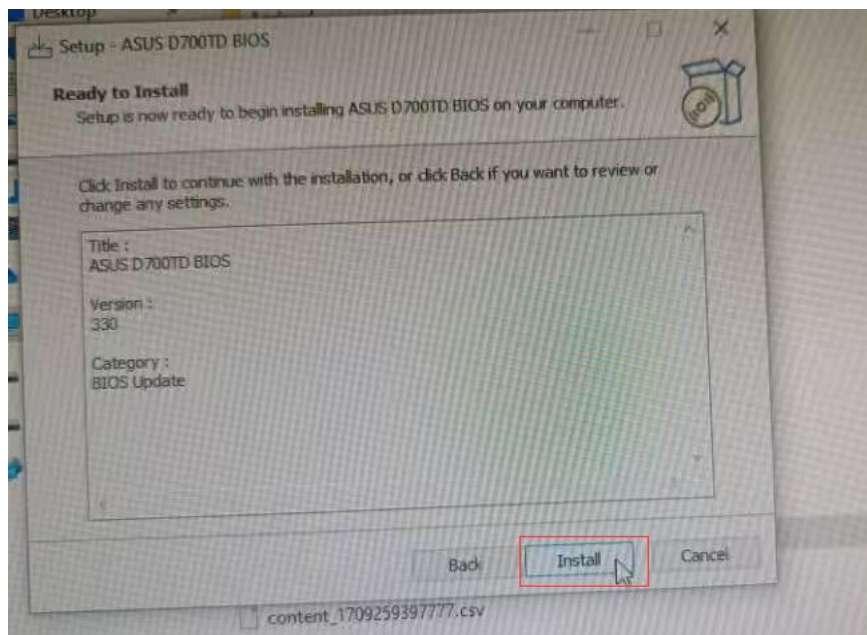 Desktop
Setup - ASUS D700TD BIOS
Ready to Install
Setup is now ready to begin installing ASUS D700TD BIOS on your computer.
Click Install to continue with the installation, or click Back if you want to review or
change any settings.
Title :
ASUS D700TD BIOS
Version :
330
Category :
BIOS Update
Back
Install
Cancel
content_1709259397777.csv